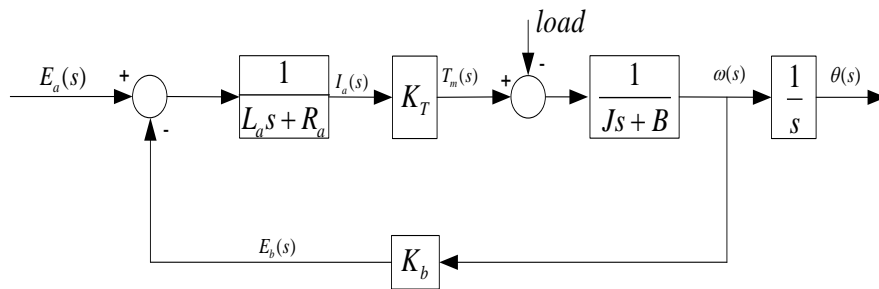 load
E_a(s)
+
-
1
L_a s + R_a
I_a(s)
K_T
T_m(s)
+
-
1
Js + B
ω(s)
1
s
θ(s)
E_b(s)
K_b